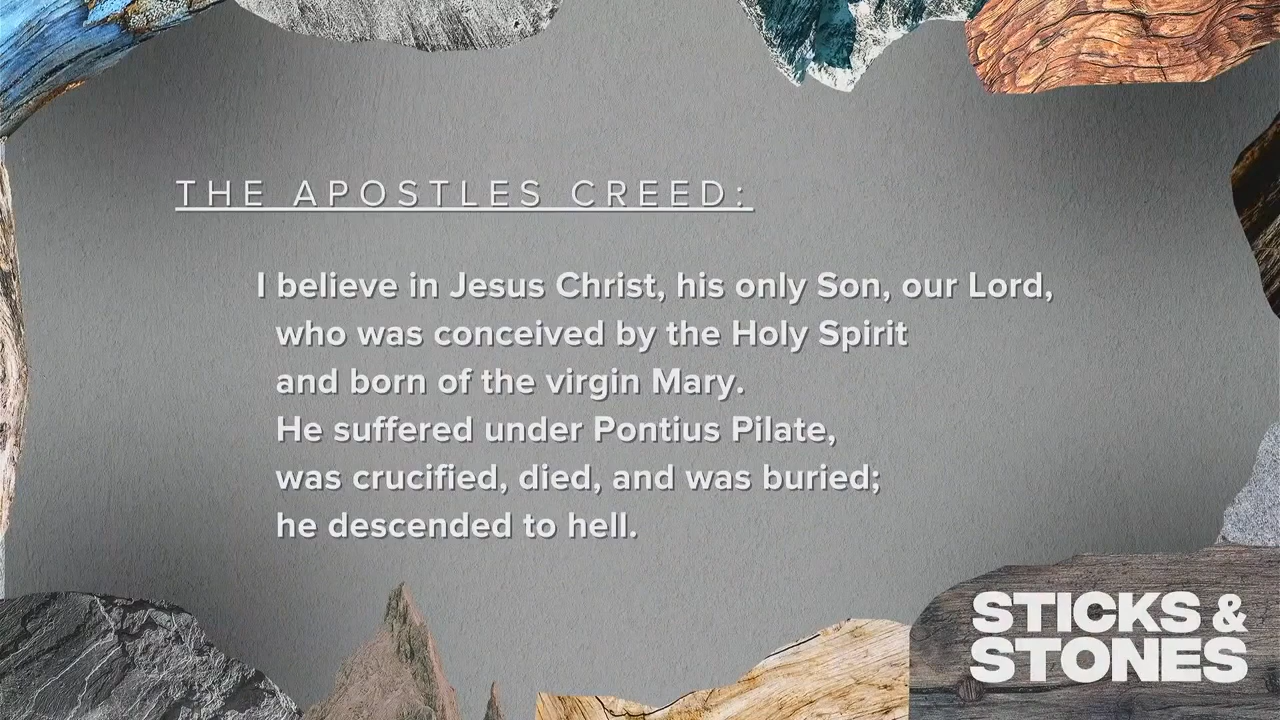 THE APOSTLES CREED:
I believe in Jesus Christ, his only Son, our Lord,
who was conceived by the Holy Spirit
and born of the virgin Mary.
He suffered under Pontius Pilate,
was crucified, died, and was buried;
he descended to hell.
STICKS &
STONES